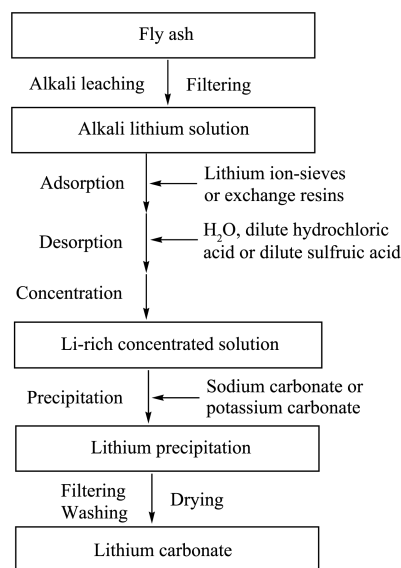 Fly ash
Alkali leaching
Filtering
Alkali lithium solution
Adsorption
Lithium ion-sieves
or exchange resins
Desorption
H₂O, dilute hydrochloric
acid or dilute sulfruic acid
Concentration
Li-rich concentrated solution
Precipitation
Sodium carbonate or
potassium carbonate
Lithium precipitation
Filtering
Washing
Drying
Lithium carbonate